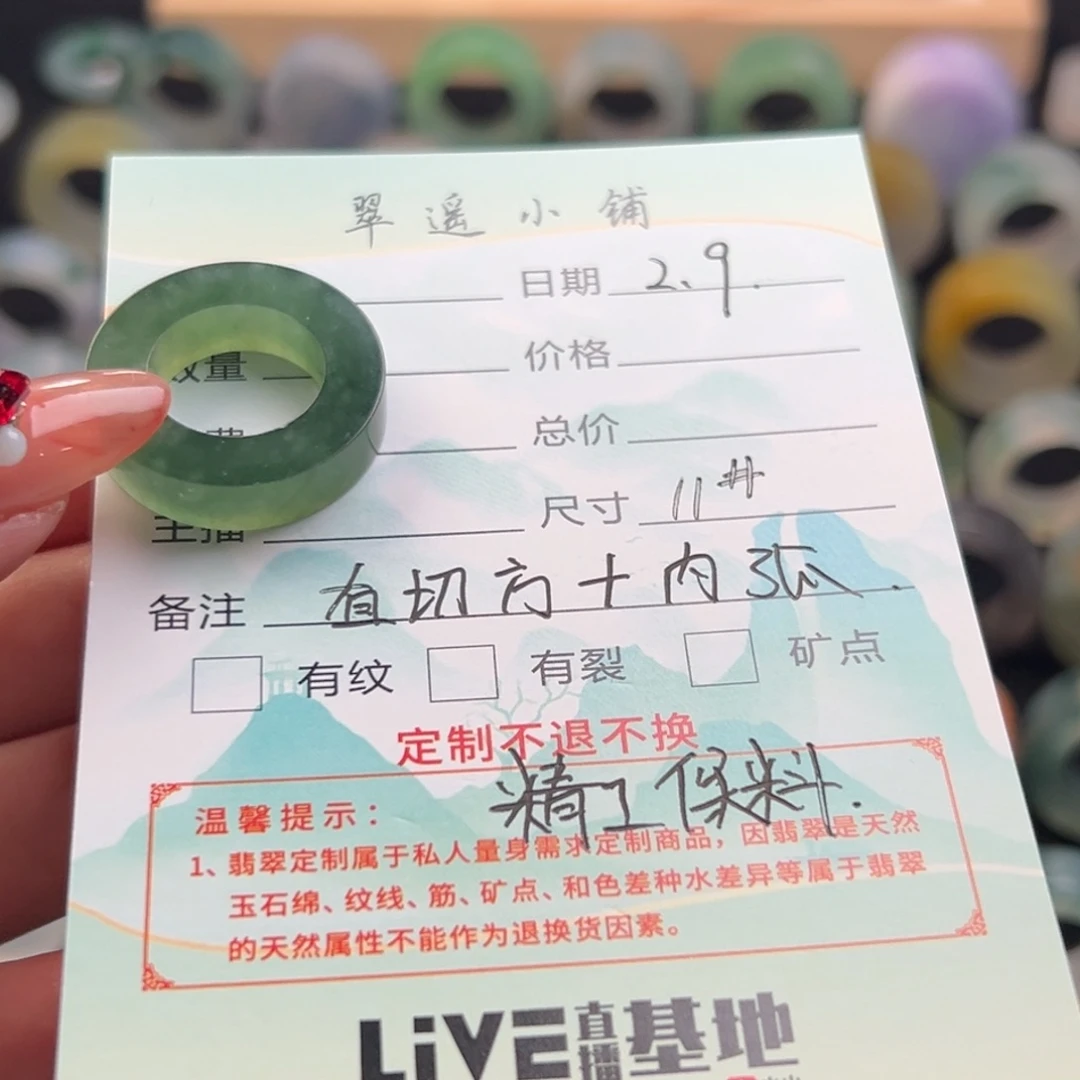 翠遥小铺
日期 2.9.
数量 价格
费 总价
主播 尺寸 11#
备注 直切方+内弧.
有纹 有裂 矿点
定制不退不换
精工保料.
温馨提示:
1、翡翠定制属于私人量身需求定制商品,因翡翠是天然
玉石绵、纹线、筋、矿点、和色差种水差异等属于翡翠
的天然属性不能作为退换货因素。
LiVE直播基地